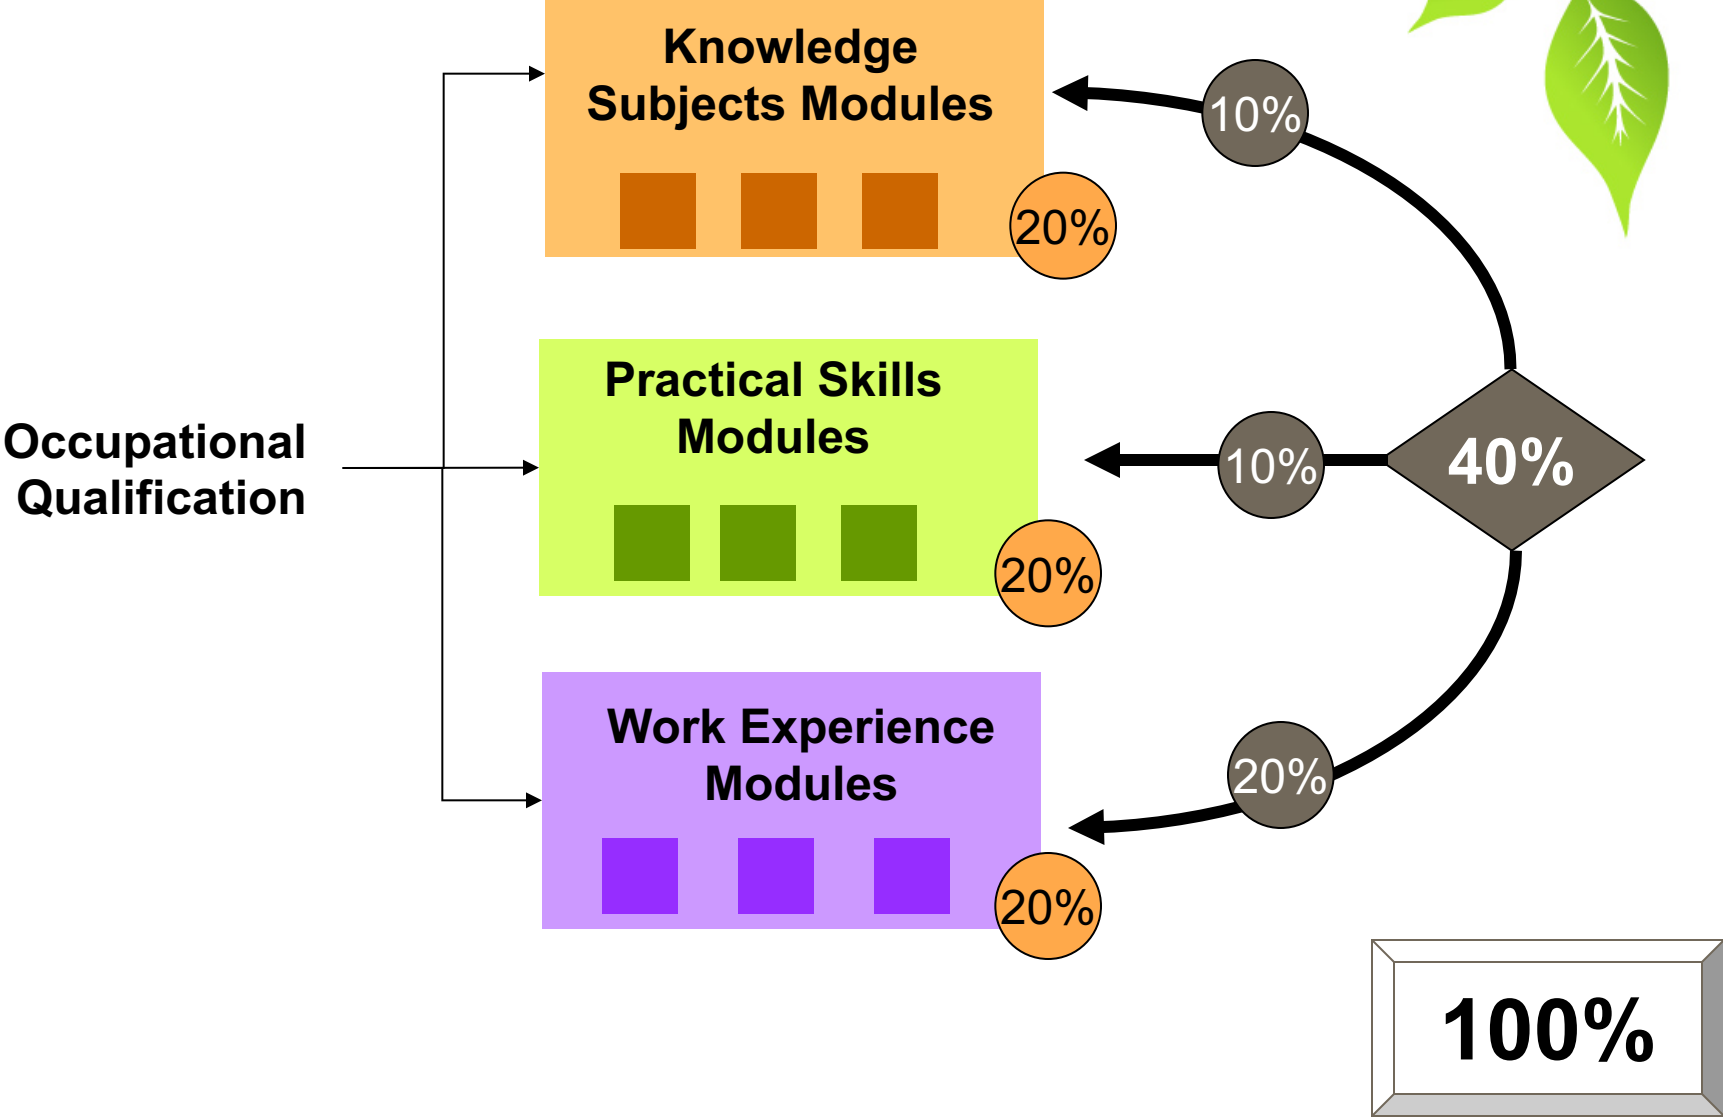 Knowledge
Subjects Modules
10%
20%
Practical Skills
Modules
Occupational
Qualification
10%
40%
20%
Work Experience
Modules
20%
20%
100%